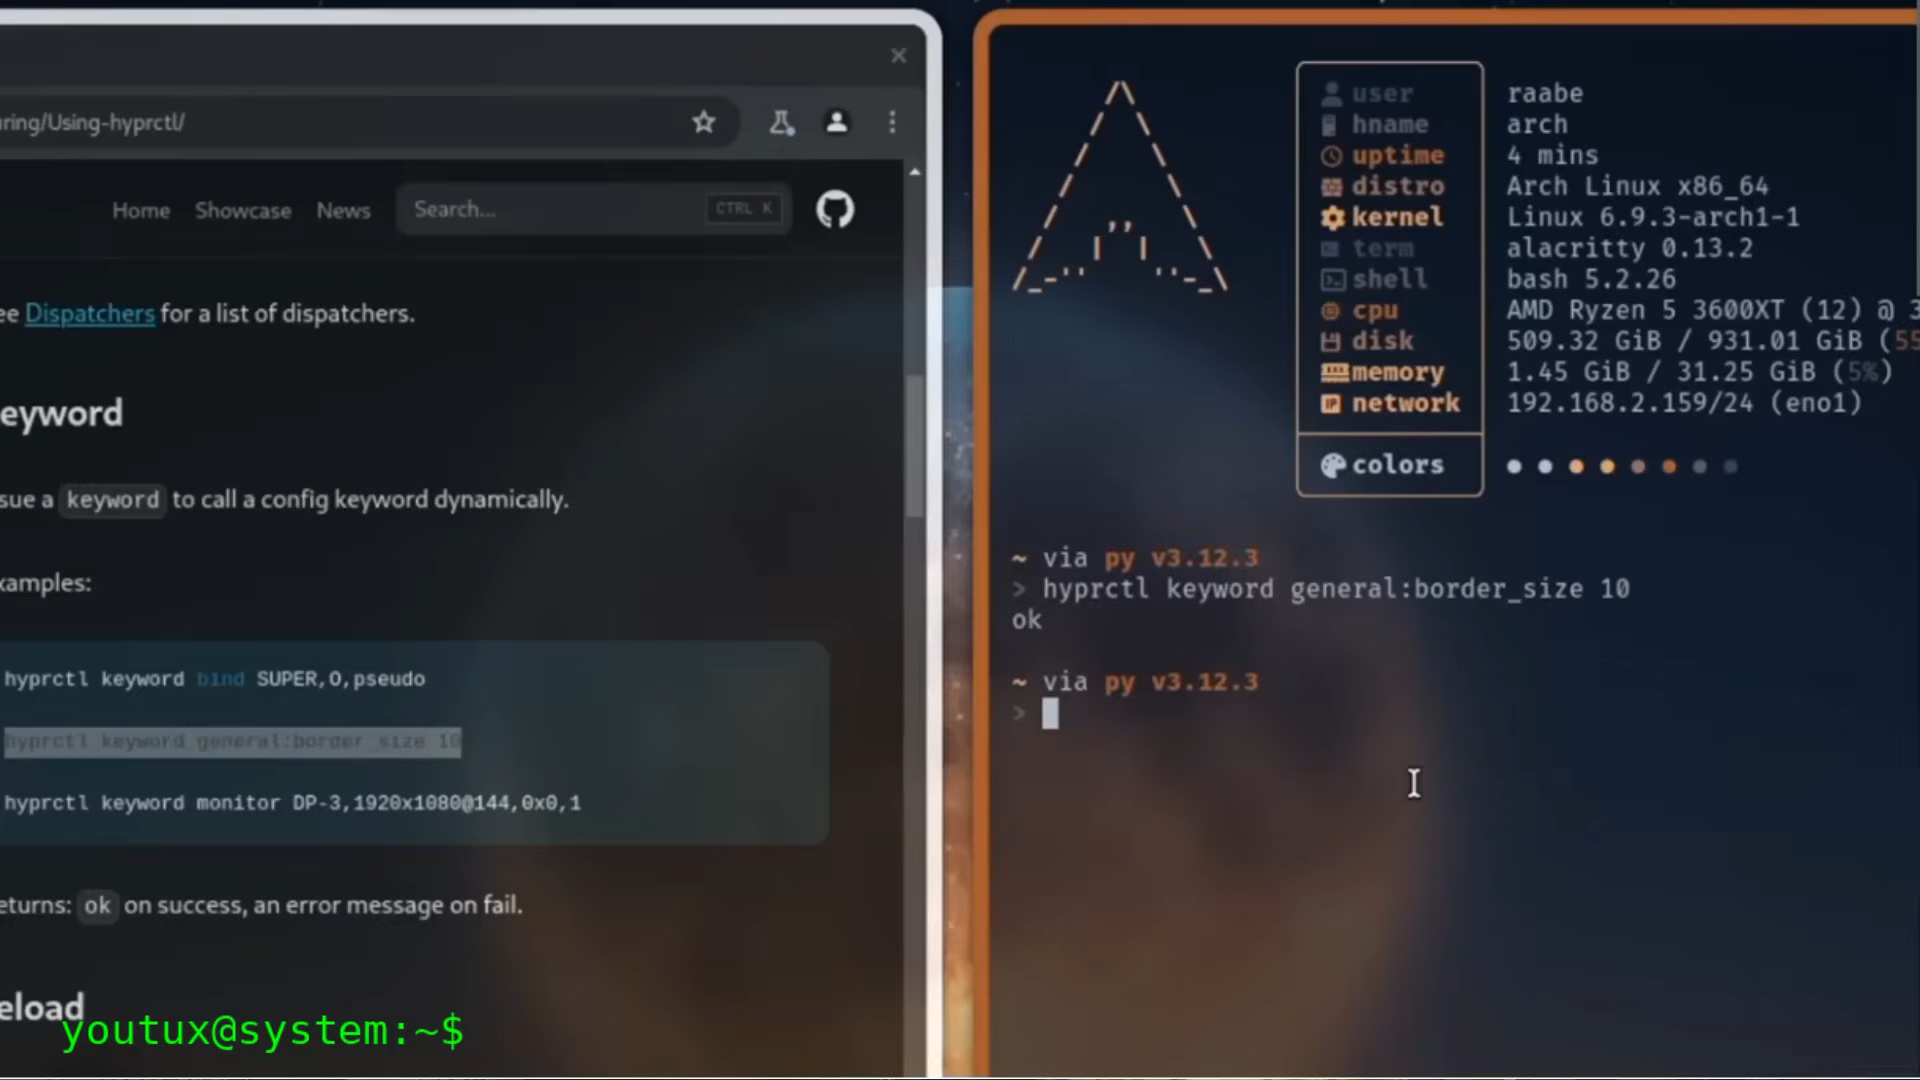 ring/Using-hyprctl/
Home Showcase News Search... CTRL K
ee Dispatchers for a list of dispatchers.
eyword
sue a keyword to call a config keyword dynamically.
xamples:
hyprctl keyword bind SUPER,O,pseudo
hyprctl keyword general:border_size 10
hyprctl keyword monitor DP-3,1920x1080@144,0x0,1
eturns: ok on success, an error message on fail.
eload
youtux@system:~$
user raabe
hname arch
uptime 4 mins
distro Arch Linux x86_64
kernel Linux 6.9.3-arch1-1
term alacritty 0.13.2
shell bash 5.2.26
cpu AMD Ryzen 5 3600XT (12) @ 3
disk 509.32 GiB / 931.01 GiB (55
memory 1.45 GiB / 31.25 GiB (5%)
IP network 192.168.2.159/24 (eno1)
colors
~ via py v3.12.3
> hyprctl keyword general:border_size 10
ok
~ via py v3.12.3
>